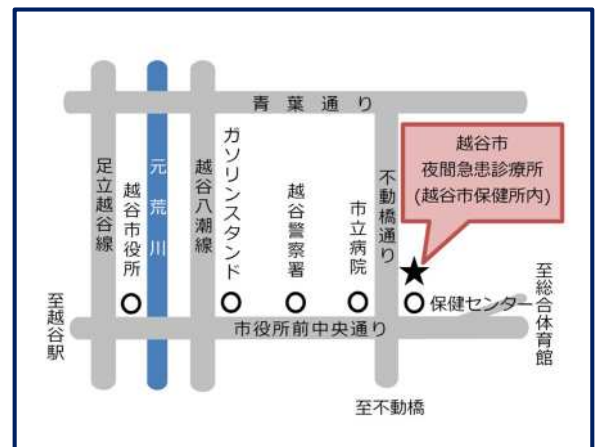 青葉通り
足立越谷線
越谷市役所
元荒川
越谷八潮線
ガソリンスタンド
越谷警察署
市立病院
不動橋通り
越谷市
夜間急患診療所
(越谷市保健所内)
保健センター
至総合体育館
至越谷駅
市役所前中央通り
至不動橋